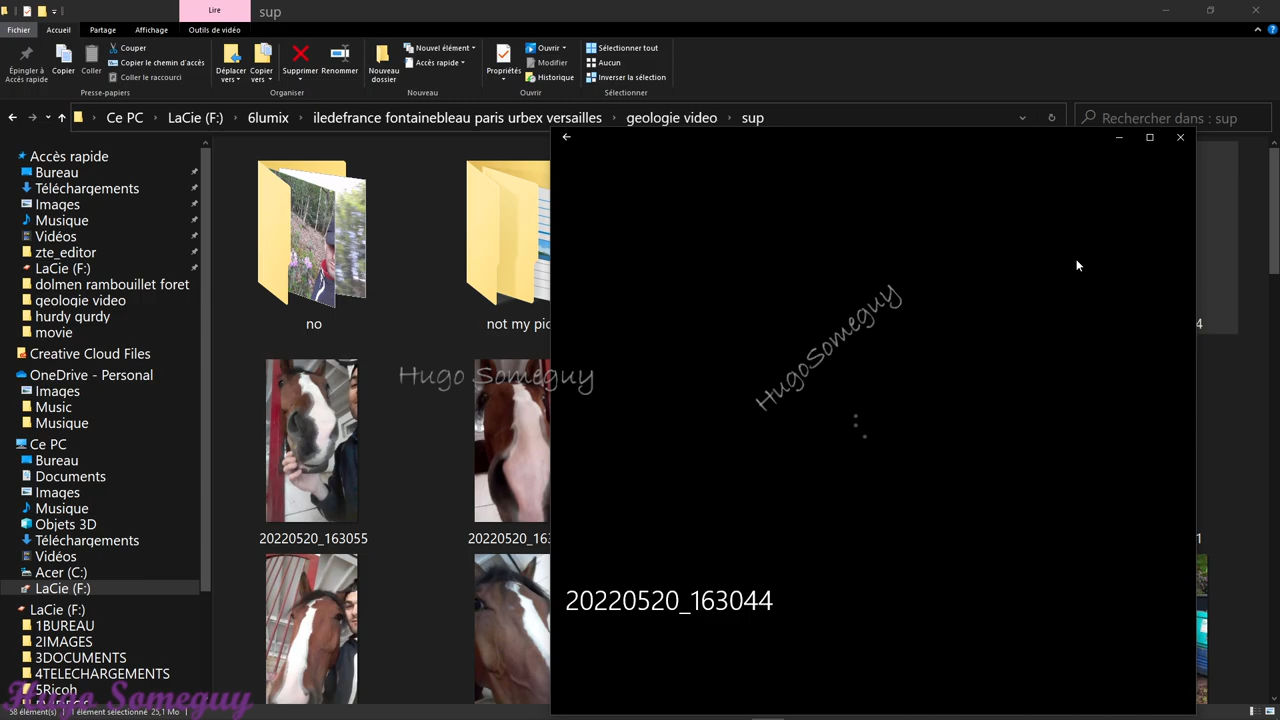 Lire
sup
Fichier
Accueil
Partage
Affichage
Outils de vidéo
Épingler à
Accès rapide
Copier
Coller
Couper
Copier le chemin d'accès
Coller le raccourci
Presse-papiers
Déplacer
vers
Copier
vers
Supprimer
Renommer
Organiser
Nouveau
dossier
Nouvel élément
Accès rapide
Nouveau
Propriétés
Ouvrir
Modifier
Historique
Ouvrir
Sélectionner tout
Aucun
Inverser la sélection
Sélectionner
Ce PC
LaCie (F:)
6lumix
iledefrance fontainebleau paris urbex versailles
geologie video
sup
Rechercher dans : sup
Accès rapide
Bureau
Téléchargements
Images
Musique
Vidéos
zte_editor
LaCie (F:)
dolmen rambouillet foret
geologie video
hurdy gurdy
movie
Creative Cloud Files
OneDrive - Personal
Images
Music
Musique
Ce PC
Bureau
Documents
Images
Musique
Objets 3D
Téléchargements
Vidéos
Acer (C:)
LaCie (F:)
LaCie (F:)
1BUREAU
2IMAGES
3DOCUMENTS
4TELECHARGEMENTS
5Ricoh
no
not my pic
4
20220520_163055
20220520_163
1
Hugo Someguy
HugoSomeguy
20220520_163044
Hugo Someguy
58 élément(s)
1 élément sélectionné 25,1 Mo